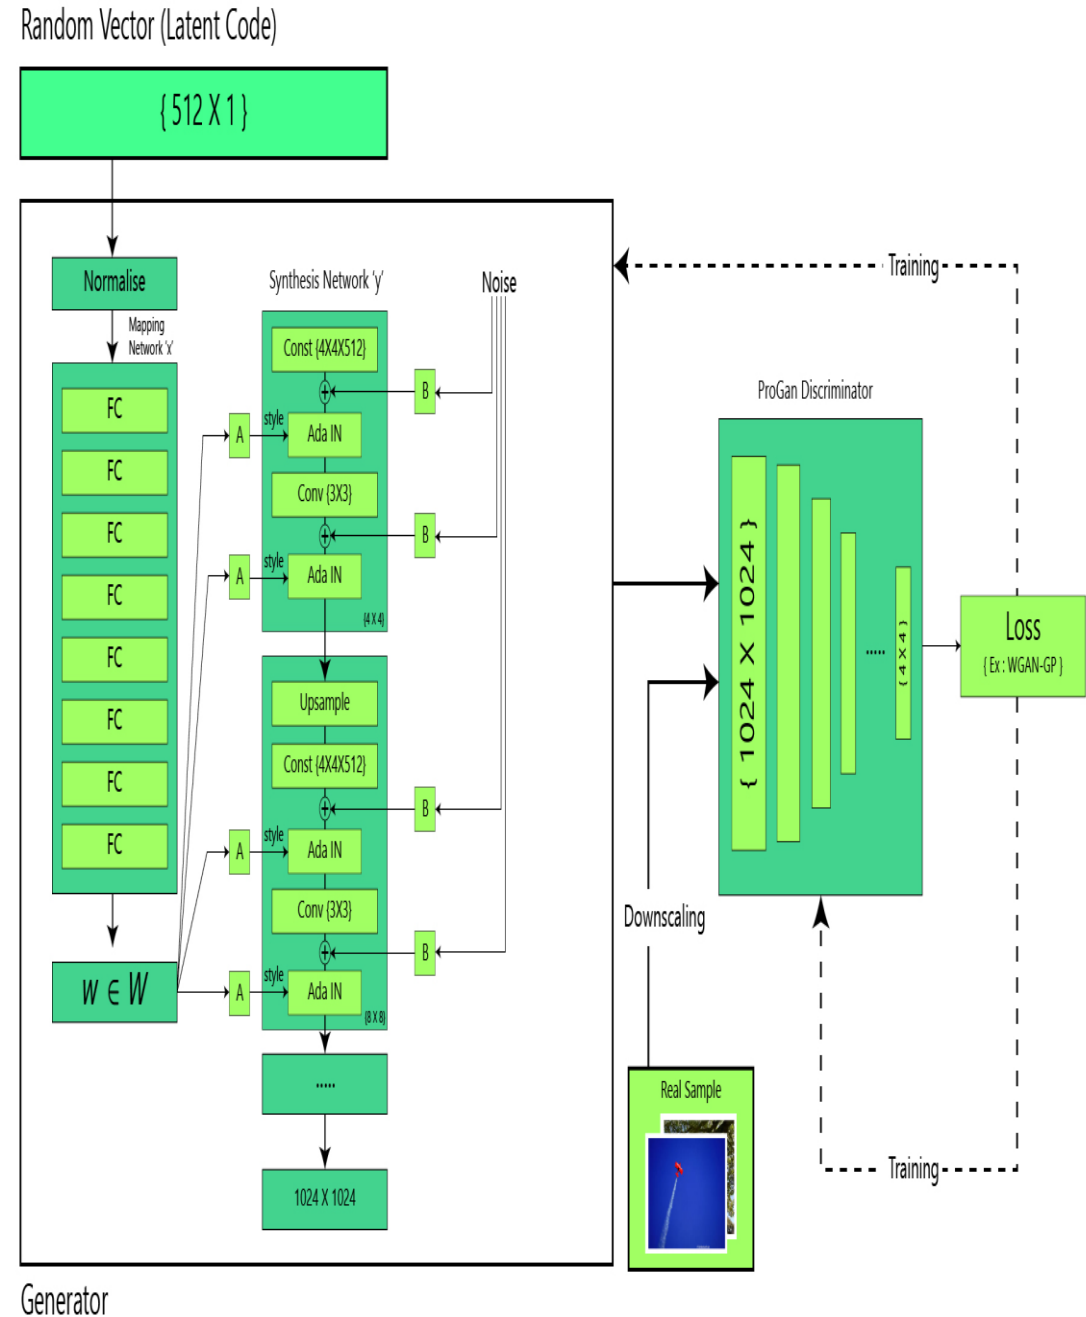 Random Vector (Latent Code)
{ 512 X 1 }
Normalise
Mapping
Network 'x'
FC
FC
FC
FC
FC
FC
FC
FC
w ∈ W
A
A
A
A
style
style
style
style
Synthesis Network 'y'
Const {4X4X512}
+
Ada IN
Conv {3X3}
+
Ada IN
{4 X 4}
Upsample
Const {4X4X512}
+
Ada IN
Conv {3X3}
+
Ada IN
{8 X 8}
.....
1024 X 1024
Noise
B
B
B
B
Generator
Training
ProGan Discriminator
{ 1024 X 1024 }
.....
{ 4 X 4 }
Loss
{ Ex : WGAN-GP }
Downscaling
Real Sample
Training